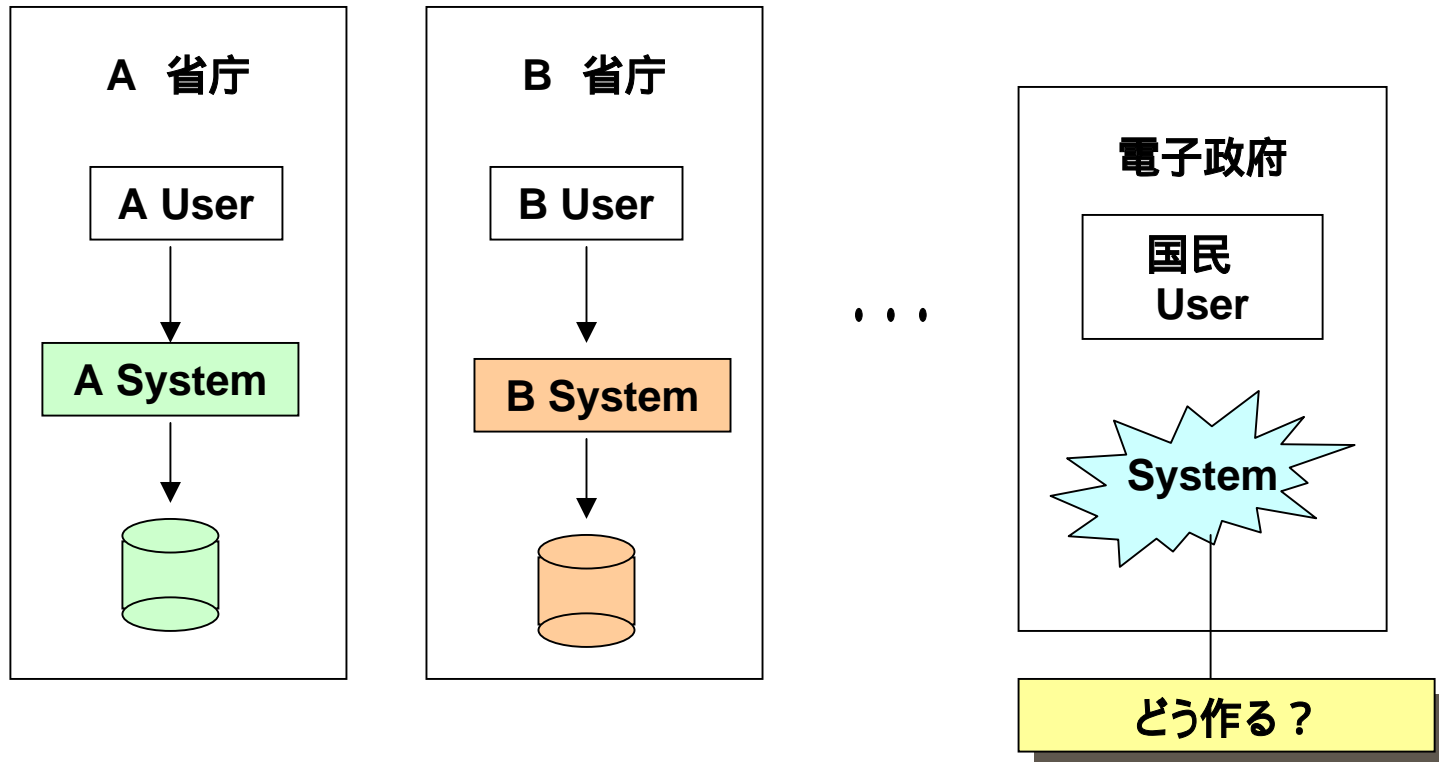 A 省庁
A User
A System
B 省庁
B User
B System
・・・
電子政府
国民
User
System
どう作る？